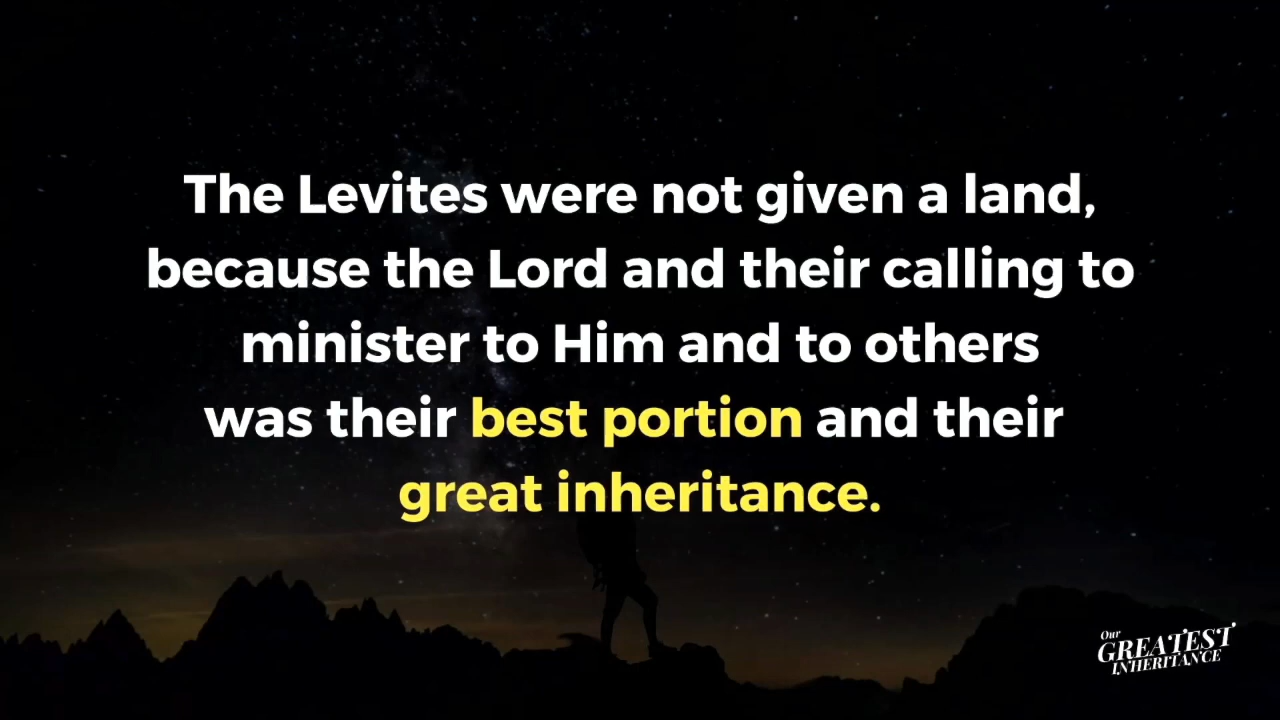 The Levites were not given a land,
because the Lord and their calling to
minister to Him and to others
was their best portion and their
great inheritance.
Our
GREATEST
INHERITANCE